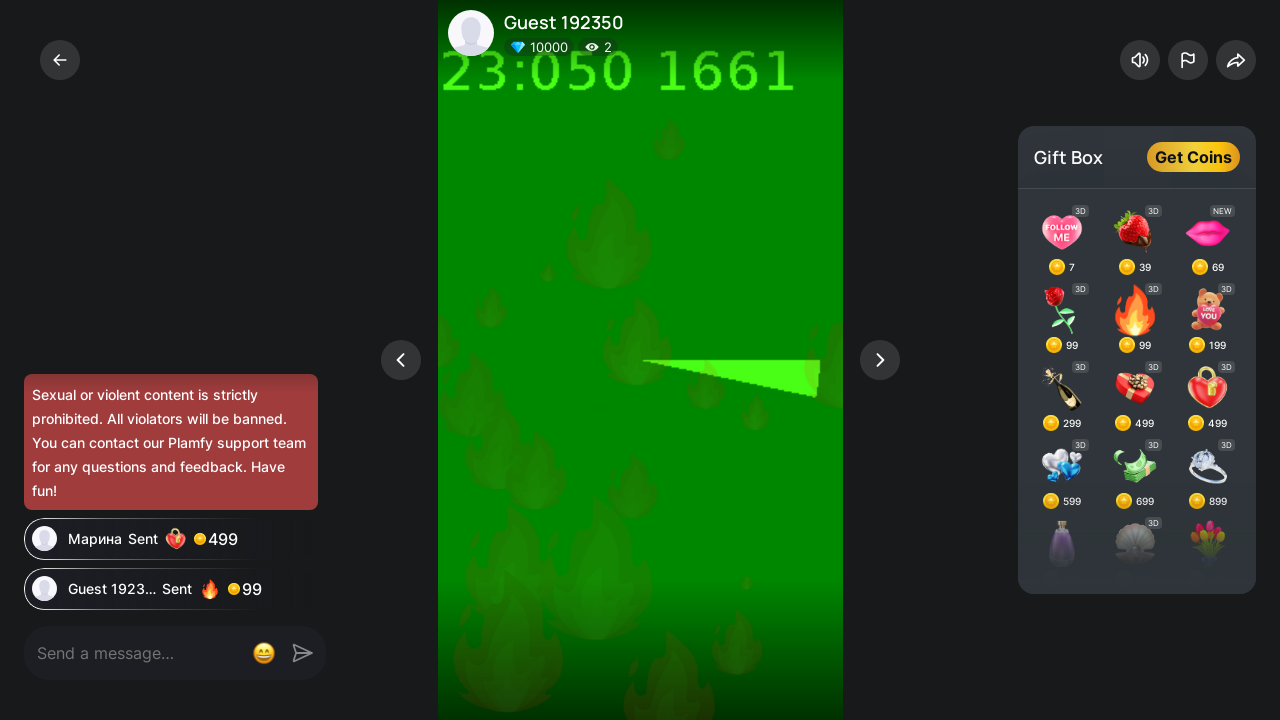 Guest 192350
10000
2
23:050 1661
Gift Box
Get Coins
3D
3D
NEW
FOLLOW
ME
7
39
69
3D
3D
3D
LOVE
YOU
99
99
199
3D
3D
3D
299
499
499
3D
3D
3D
599
699
899
3D
Sexual or violent content is strictly
prohibited. All violators will be banned.
You can contact our Plamfy support team
for any questions and feedback. Have
fun!
Марина Sent 499
Guest 1923... Sent 99
Send a message...